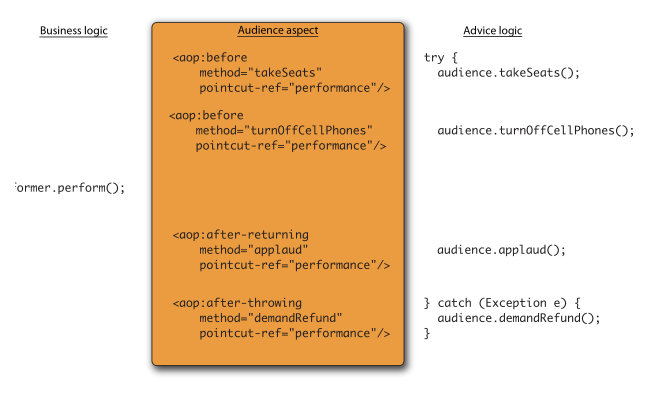 Business logic
Audience aspect
Advice logic
<aop:before
method="takeSeats"
pointcut-ref="performance"/>
try {
audience.takeSeats();
<aop:before
method="turnOffCellPhones"
pointcut-ref="performance"/>
audience.turnOffCellPhones();
ormer.perform();
<aop:after-returning
method="applaud"
pointcut-ref="performance"/>
audience.applaud();
<aop:after-throwing
method="demandRefund"
pointcut-ref="performance"/>
} catch (Exception e) {
audience.demandRefund();
}